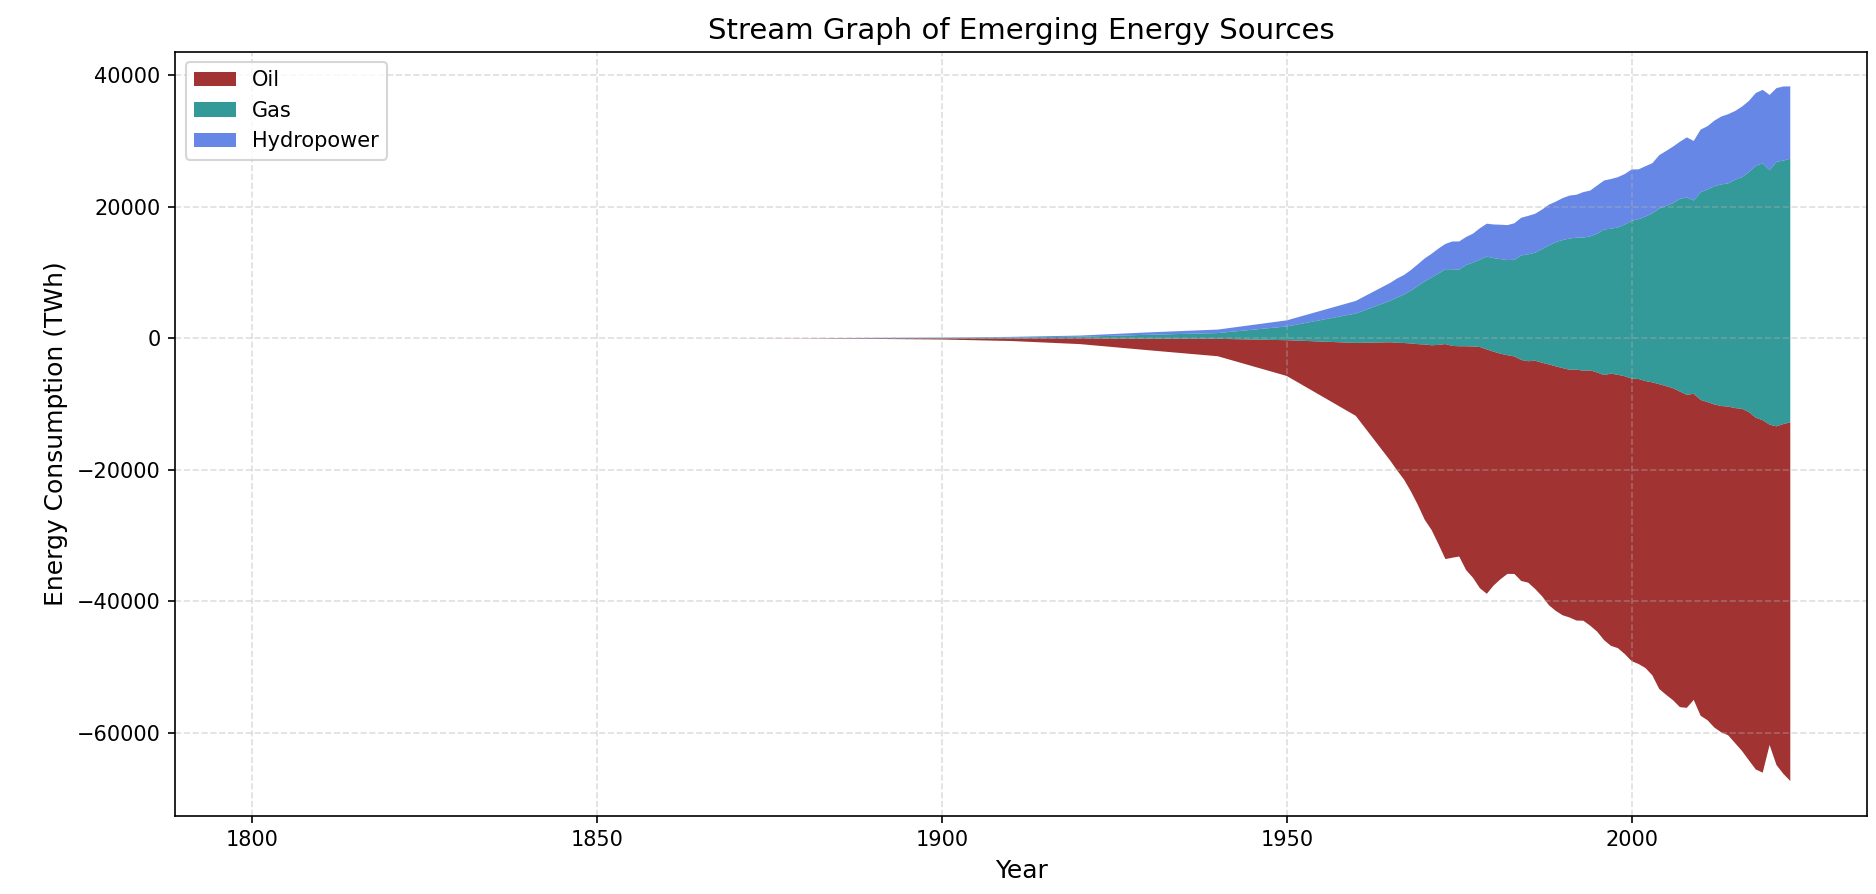 Stream Graph of Emerging Energy Sources
Oil
Gas
Hydropower
Energy Consumption (TWh)
40000
20000
0
−20000
−40000
−60000
1800
1850
1900
1950
2000
Year